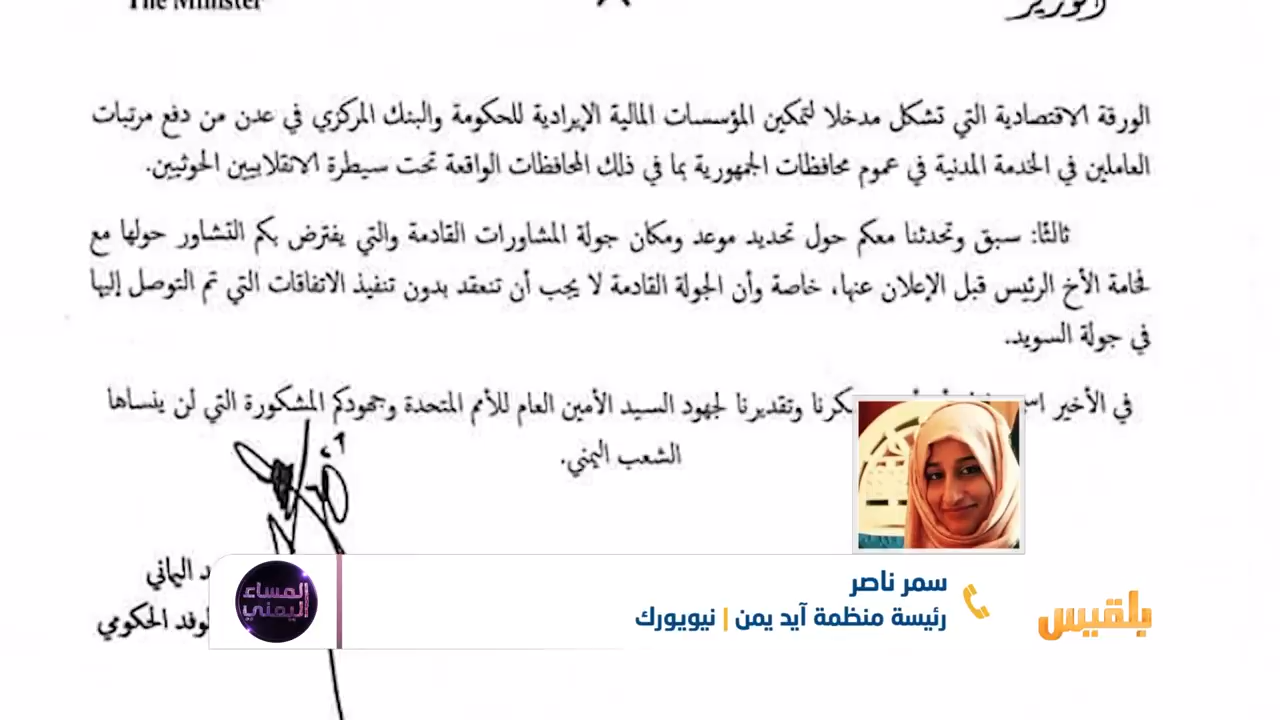 The Minister
الوزير
الورقة الاقتصادية التي تشكل مدخلا لتمكين المؤسسات المالية الإيرادية للحكومة والبنك المركزي في عدن من دفع مرتبات
العاملين في الخدمة المدنية في عموم محافظات الجمهورية بما في ذلك المحافظات الواقعة تحت سيطرة الانقلابيين الحوثيين.
ثالثًا: سبق وتحدثنا معكم حول تحديد موعد ومكان جولة المشاورات القادمة والتي يفترض بكم التشاور حولها مع
فخامة الأخ الرئيس قبل الإعلان عنها، خاصة وأن الجولة القادمة لا يجب أن تنعقد بدون تنفيذ الاتفاقات التي تم التوصل إليها
في جولة السويد.
في الأخير وتقديرنا لجهود السيد الأمين العام للأمم المتحدة وجهودكم المشكورة التي لن ينساها
الشعب اليمني.
اليماني
الحكومي
سمر ناصر
رئيسة منظمة آيد يمن | نيويورك
المساء
اليمني
بلقيس